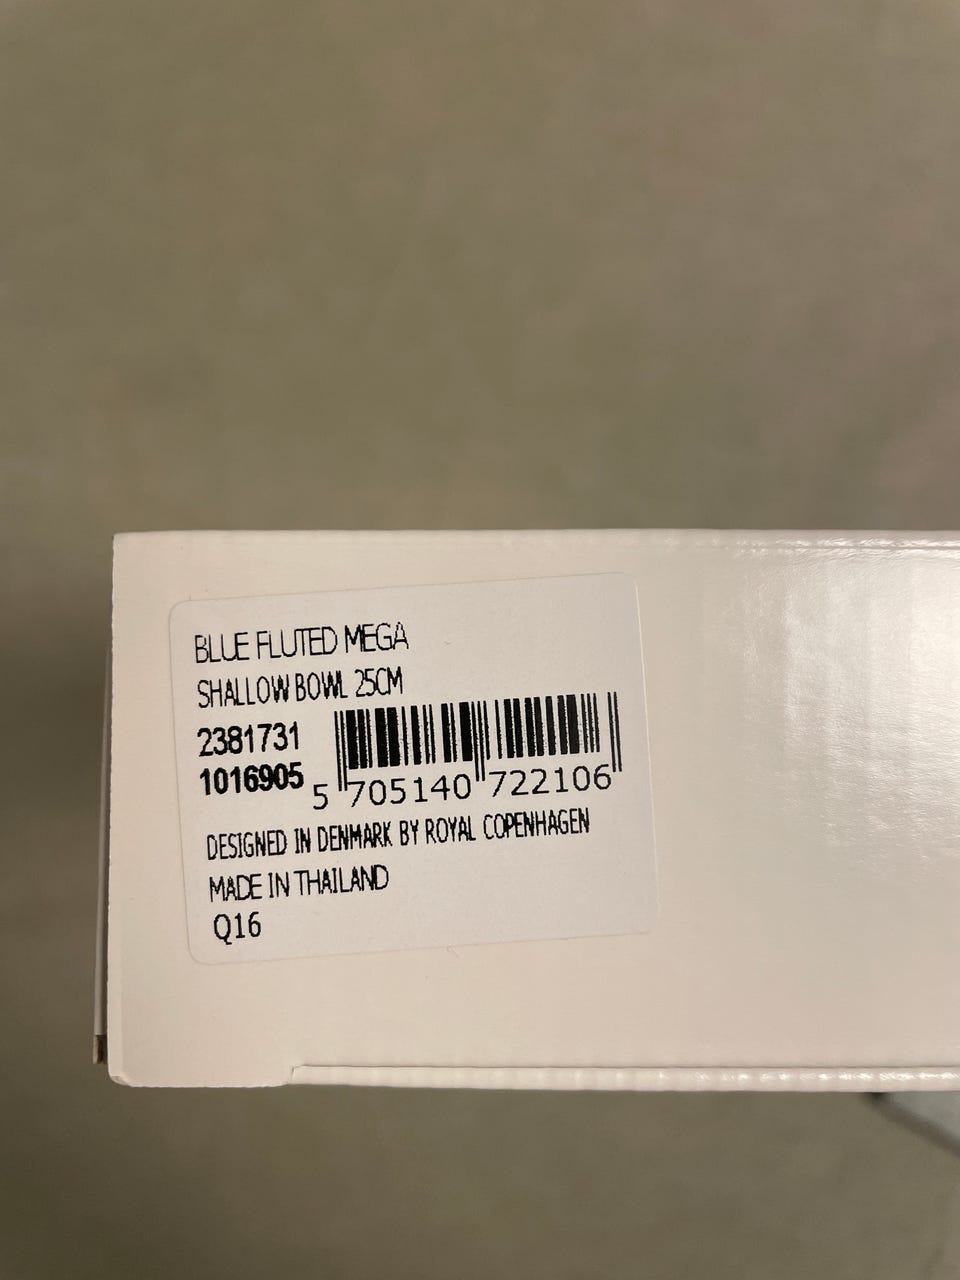 BLUE FLUTED MEGA
SHALLOW BOWL 25CM
2381731
1016905
5 705140 722106
DESIGNED IN DENMARK BY ROYAL COPENHAGEN
MADE IN THAILAND
Q16